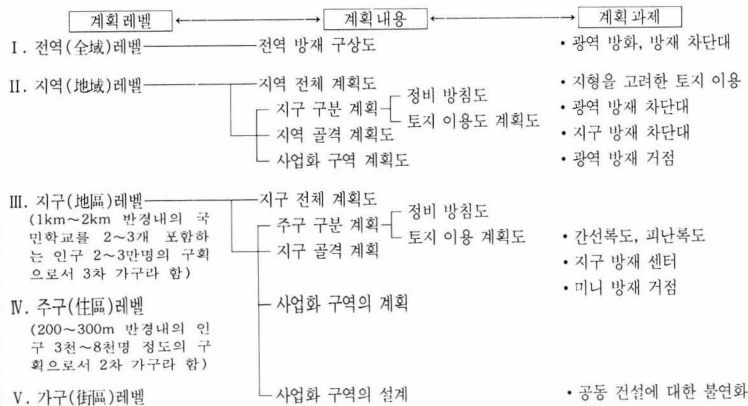 계획 레벨 계획 내용 계획 과제
I. 전역(全域)레벨 전역 방재 구상도 • 광역 방화, 방재 차단대
II. 지역(地域)레벨 지역 전체 계획도 • 지형을 고려한 토지 이용
정비 방침도
지구 구분 계획 • 광역 방재 차단대
토지 이용도 계획도
지역 골격 계획도 • 지구 방재 차단대
사업화 구역 계획도 • 광역 방재 거점
III. 지구(地區)레벨 지구 전체 계획도
(1km~2km 반경내의 국
민학교를 2~3개 포함하
는 인구 2~3만명의 구획
으로서 3차 가구라 함)
정비 방침도
주구 구분 계획
토지 이용 계획도 • 간선복도, 피난복도
지구 골격 계획
• 지구 방재 센터
• 미니 방재 거점
IV. 주구(住區)레벨 사업화 구역의 계획
(200~300m 반경내의 인
구 3천~8천명 정도의 구
획으로서 2차 가구라 함)
V. 가구(街區)레벨 사업화 구역의 설계 • 공동 건설에 대한 불연화